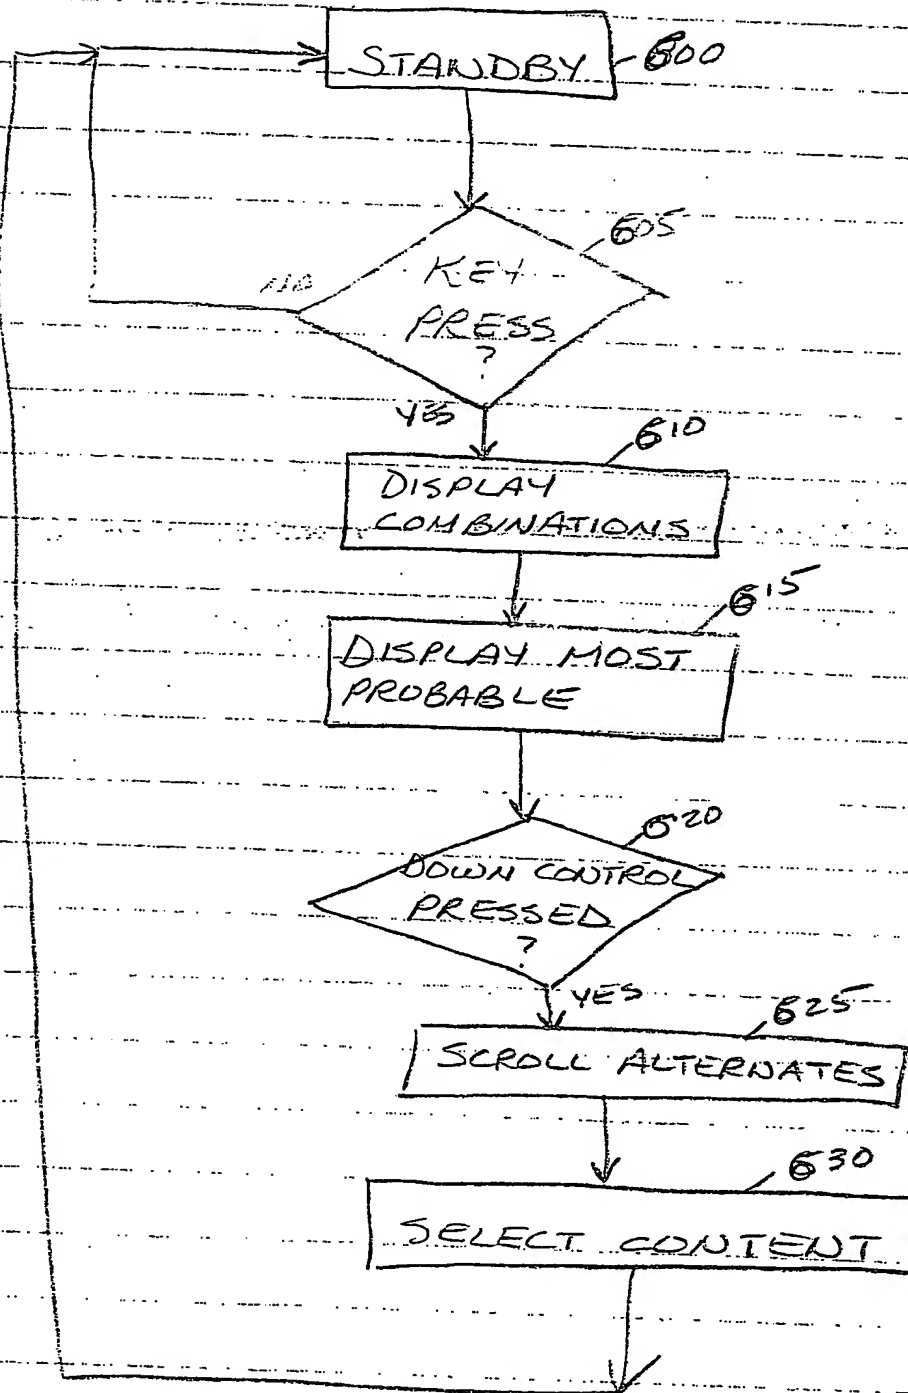 STANDBY 600
605
KEY
PRESS
?
NO
YES
610
DISPLAY
COMBINATIONS
615
DISPLAY MOST
PROBABLE
620
DOWN CONTROL
PRESSED
?
YES
625
SCROLL ALTERNATES
630
SELECT CONTENT